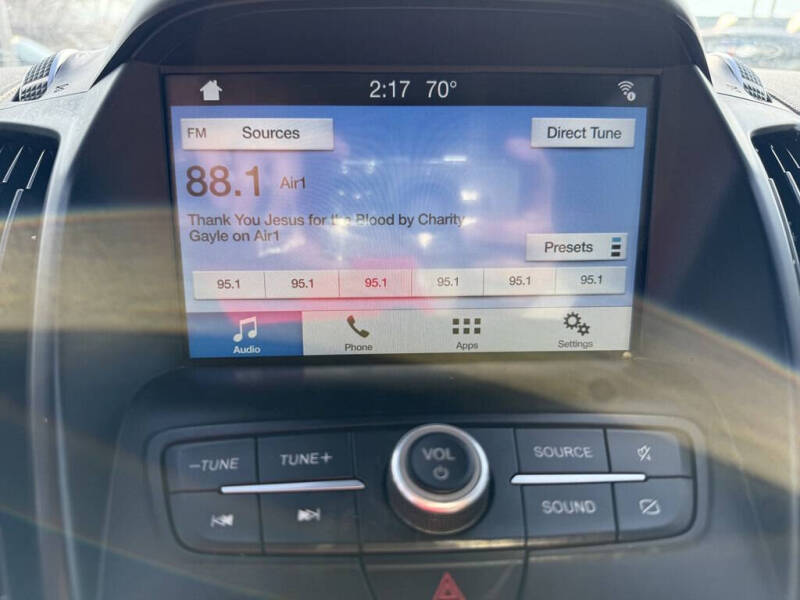 2:17 70°
FM Sources
Direct Tune
88.1 Air1
Thank You Jesus for the Blood by Charity
Gayle on Air1
Presets
95.1 95.1 95.1 95.1 95.1 95.1
Audio Phone Apps Settings
−TUNE TUNE+ VOL SOURCE
SOUND